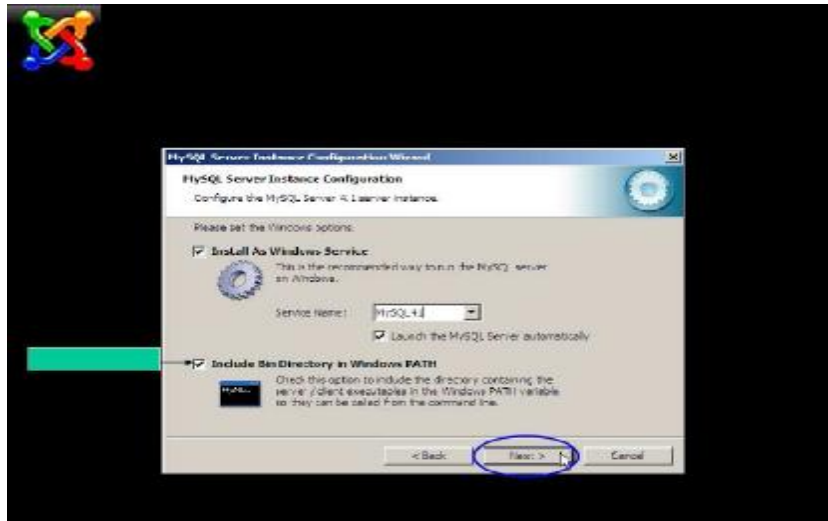 MySQL Server Instance Configuration Wizard
MySQL Server Instance Configuration
Configure the MySQL Server 4.1 server instance.
Please set the Windows options.
Install As Windows Service
This is the recommended way to run the MySQL server
on Windows.
Service Name:
MySQL41
Launch the MySQL Server automatically
Include Bin Directory in Windows PATH
Check this option to include the directory containing the
server / client executables in the Windows PATH variable
so they can be called from the command line.
< Back
Next >
Cancel